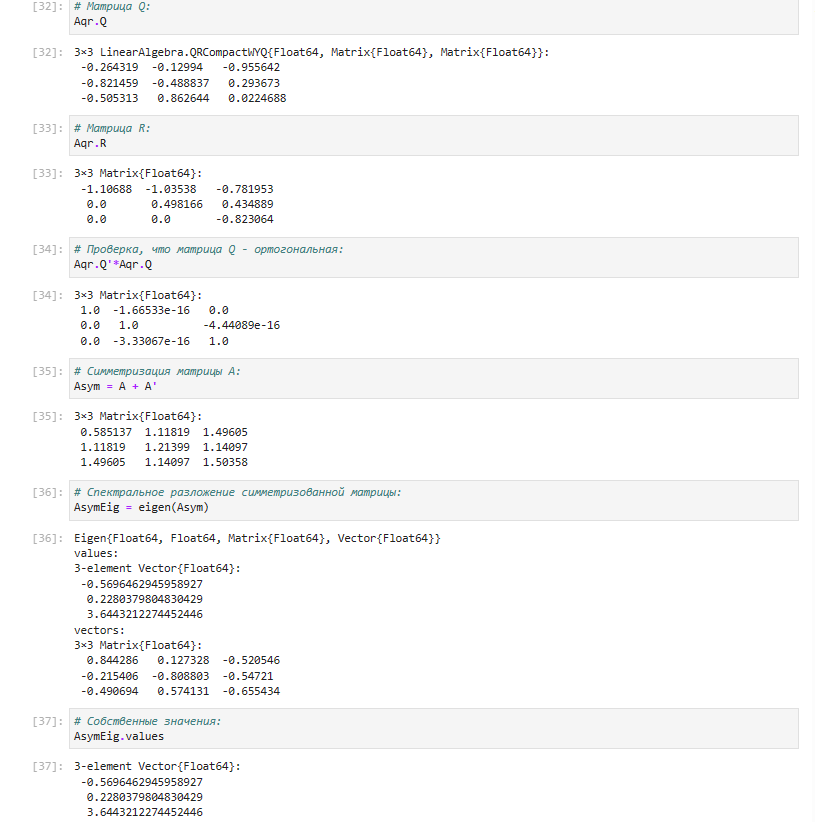 [32]: # Матрица Q:
Aqr.Q
[32]: 3×3 LinearAlgebra.QRCompactWYQ{Float64, Matrix{Float64}, Matrix{Float64}}:
-0.264319 -0.12994 -0.955642
-0.821459 -0.488837 0.293673
-0.505313 0.862644 0.0224688
[33]: # Матрица R:
Aqr.R
[33]: 3×3 Matrix{Float64}:
-1.10688 -1.03538 -0.781953
0.0 0.498166 0.434889
0.0 0.0 -0.823064
[34]: # Проверка, что матрица Q - ортогональная:
Aqr.Q'*Aqr.Q
[34]: 3×3 Matrix{Float64}:
1.0 -1.66533e-16 0.0
0.0 1.0 -4.44089e-16
0.0 -3.33067e-16 1.0
[35]: # Симметризация матрицы A:
Asym = A + A'
[35]: 3×3 Matrix{Float64}:
0.585137 1.11819 1.49605
1.11819 1.21399 1.14097
1.49605 1.14097 1.50358
[36]: # Спектральное разложение симметризованной матрицы:
AsymEig = eigen(Asym)
[36]: Eigen{Float64, Float64, Matrix{Float64}, Vector{Float64}}
values:
3-element Vector{Float64}:
-0.5696462945958927
0.2280379804830429
3.6443212274452446
vectors:
3×3 Matrix{Float64}:
0.844286 0.127328 -0.520546
-0.215406 -0.808803 -0.54721
-0.490694 0.574131 -0.655434
[37]: # Собственные значения:
AsymEig.values
[37]: 3-element Vector{Float64}:
-0.5696462945958927
0.2280379804830429
3.6443212274452446